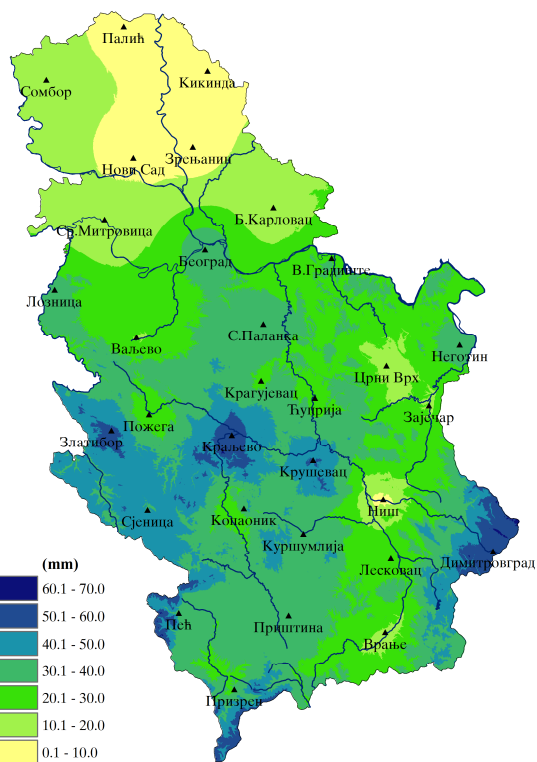 Палић
Кикинда
Сомбор
Зрењанин
Нови Сад
Б.Карловац
Ср.Митровица
Београд
В.Градиште
Лозница
С.Паланка
Ваљево
Неготин
Црни Врх
Крагујевац
Ћуприја
Зајечар
Пожега
Златибор
Краљево
Крушевац
Ниш
Сјеница
Копаоник
Куршумлија
Димитровград
Лесковац
(mm)
60.1 - 70.0
50.1 - 60.0
Пећ
Приштина
40.1 - 50.0
Врање
30.1 - 40.0
20.1 - 30.0
Призрен
10.1 - 20.0
0.1 - 10.0